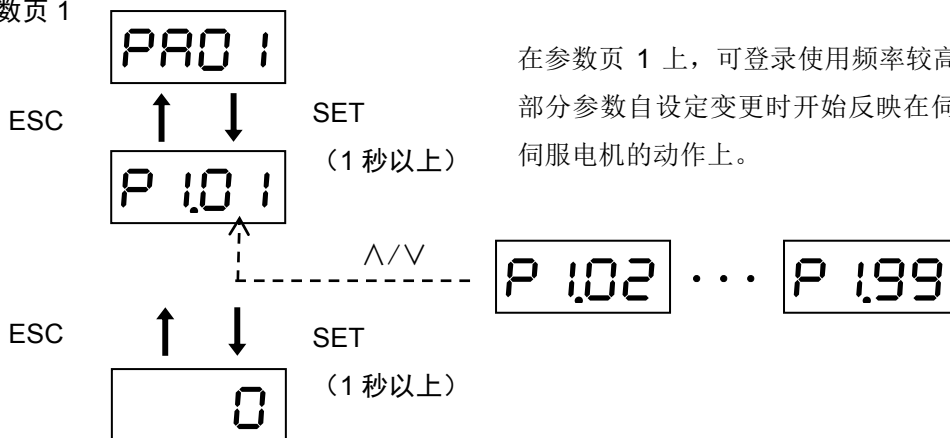 数页 1
PA01
在参数页 1 上，可登录使用频率较高
ESC
SET
部分参数自设定变更时开始反映在伺
（1 秒以上）
伺服电机的动作上。
P1.01
∧/∨
P1.02
···
P1.99
ESC
SET
（1 秒以上）
0